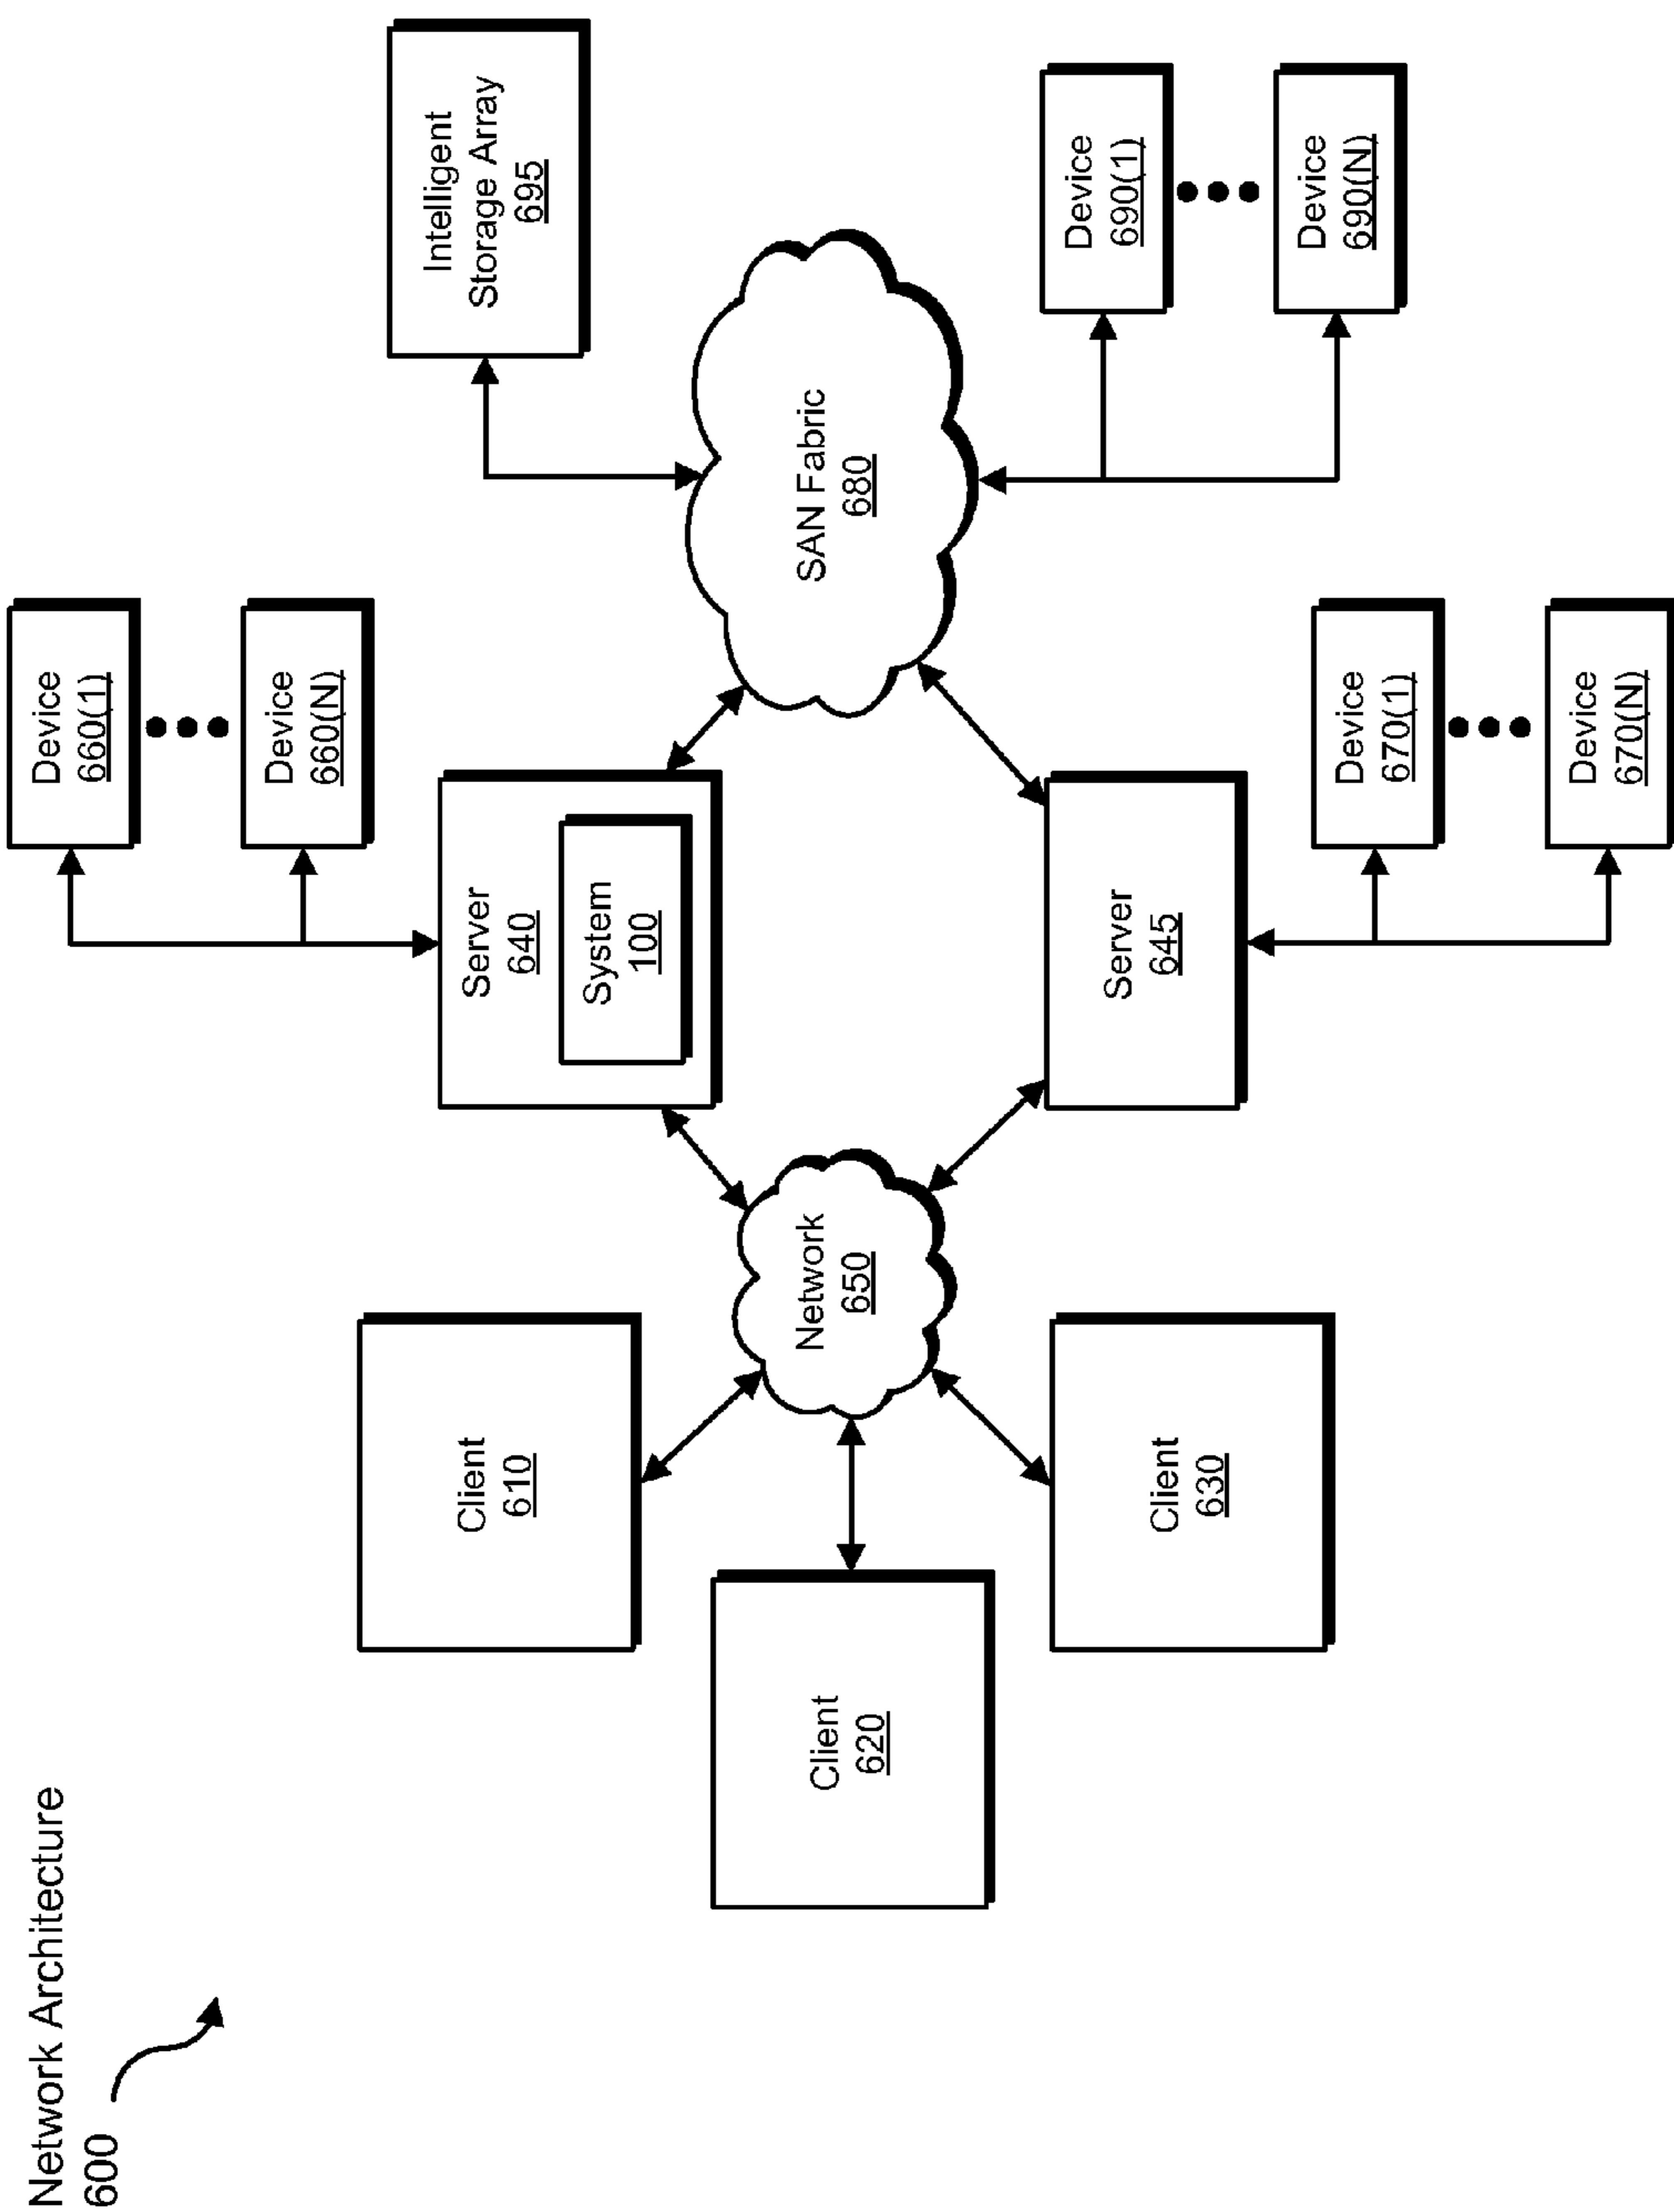 Network Architecture
600
Device
660(1)
Device
660(N)
Client
610
Server
640
System
100
Intelligent
Storage Array
695
Client
620
Network
650
SAN Fabric
680
Client
630
Server
645
Device
690(1)
Device
690(N)
Device
670(1)
Device
670(N)